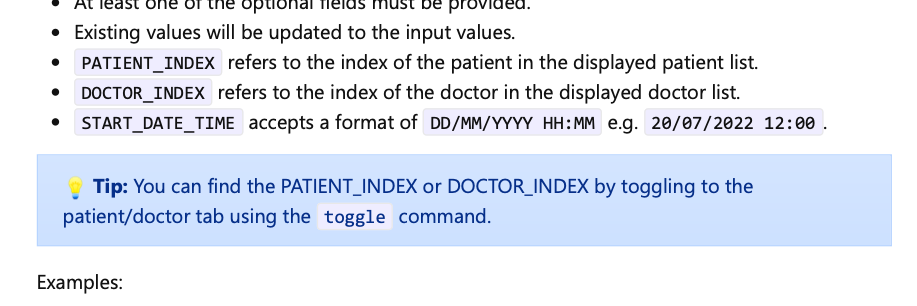 • At least one of the optional fields must be provided.
• Existing values will be updated to the input values.
• PATIENT_INDEX refers to the index of the patient in the displayed patient list.
• DOCTOR_INDEX refers to the index of the doctor in the displayed doctor list.
• START_DATE_TIME accepts a format of DD/MM/YYYY HH:MM e.g. 20/07/2022 12:00.
💡 Tip: You can find the PATIENT_INDEX or DOCTOR_INDEX by toggling to the
patient/doctor tab using the toggle command.
Examples: